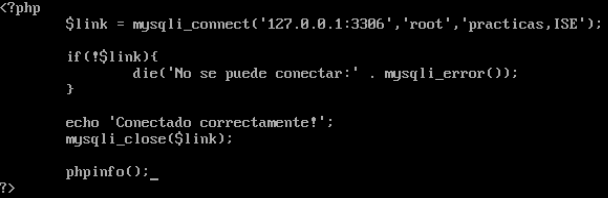 <?php
$link = mysqli_connect('127.0.0.1:3306','root','practicas,ISE');
if(!$link){
die('No se puede conectar:' . mysqli_error());
}
echo 'Conectado correctamente!';
mysqli_close($link);
phpinfo();_
?>